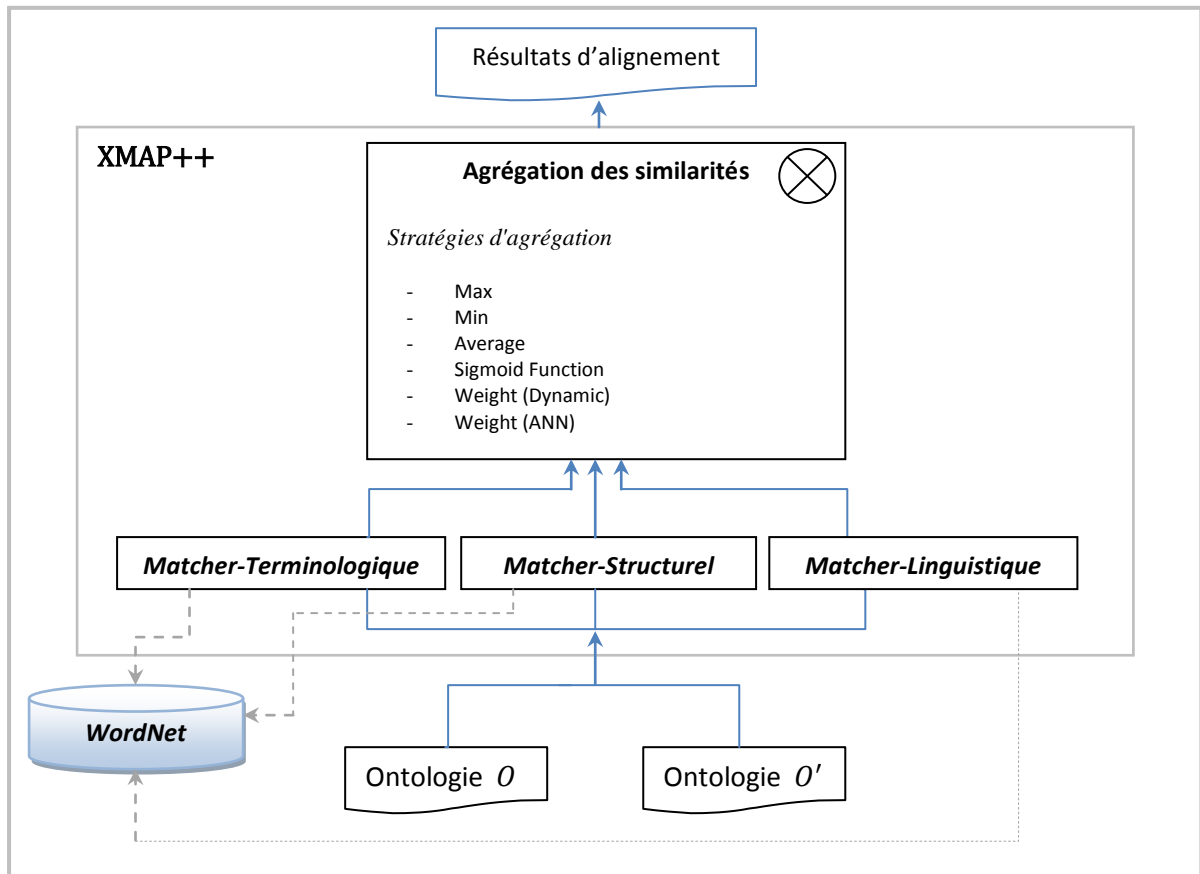 Résultats d’alignement
XMAP++
Agrégation des similarités
Stratégies d'agrégation
- Max
- Min
- Average
- Sigmoid Function
- Weight (Dynamic)
- Weight (ANN)
Matcher-Terminologique
Matcher-Structurel
Matcher-Linguistique
WordNet
Ontologie O
Ontologie O'